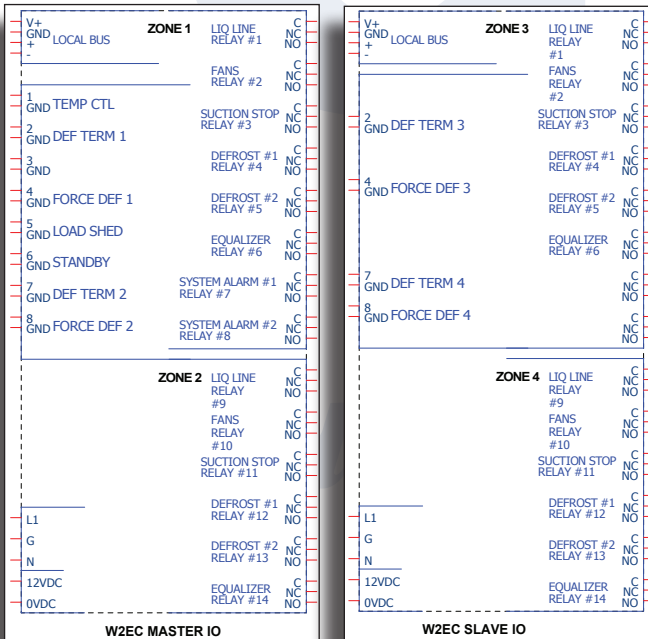 V+
GND
+
-
LOCAL BUS
ZONE 1
LIQ LINE
RELAY #1
C
NC
NO
FANS
RELAY #2
C
NC
NO
1
GND TEMP CTL
SUCTION STOP
RELAY #3
C
NC
NO
2
GND DEF TERM 1
3
GND
DEFROST #1
RELAY #4
C
NC
NO
4
GND FORCE DEF 1
DEFROST #2
RELAY #5
C
NC
NO
5
GND LOAD SHED
EQUALIZER
RELAY #6
C
NC
NO
6
GND STANDBY
7
GND DEF TERM 2
SYSTEM ALARM #1
RELAY #7
C
NC
NO
8
GND FORCE DEF 2
SYSTEM ALARM #2
RELAY #8
C
NC
NO
ZONE 2
LIQ LINE
RELAY
#9
C
NC
NO
FANS
RELAY
#10
C
NC
NO
SUCTION STOP
RELAY #11
C
NC
NO
L1
DEFROST #1
RELAY #12
C
NC
NO
G
N
DEFROST #2
RELAY #13
C
NC
NO
12VDC
0VDC
EQUALIZER
RELAY #14
C
NC
NO
W2EC MASTER IO
V+
GND
+
-
LOCAL BUS
ZONE 3
LIQ LINE
RELAY
#1
C
NC
NO
FANS
RELAY
#2
C
NC
NO
2
GND DEF TERM 3
SUCTION STOP
RELAY #3
C
NC
NO
DEFROST #1
RELAY #4
C
NC
NO
4
GND FORCE DEF 3
DEFROST #2
RELAY #5
C
NC
NO
EQUALIZER
RELAY #6
C
NC
NO
7
GND DEF TERM 4
C
NC
NO
8
GND FORCE DEF 4
C
NC
NO
ZONE 4
LIQ LINE
RELAY
#9
C
NC
NO
FANS
RELAY
#10
C
NC
NO
SUCTION STOP
RELAY #11
C
NC
NO
L1
DEFROST #1
RELAY #12
C
NC
NO
G
N
DEFROST #2
RELAY #13
C
NC
NO
12VDC
0VDC
EQUALIZER
RELAY #14
C
NC
NO
W2EC SLAVE IO